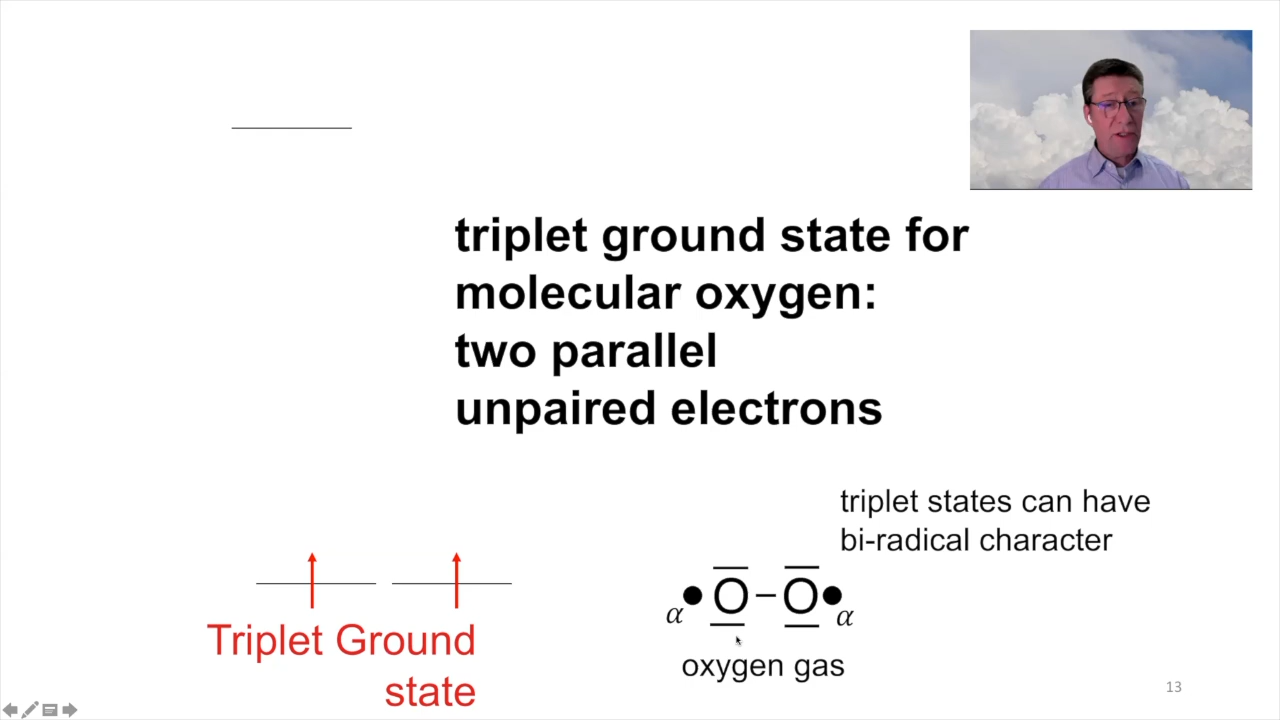 triplet ground state for
molecular oxygen:
two parallel
unpaired electrons
triplet states can have
bi-radical character
α•O–O•α
oxygen gas
Triplet Ground
state
13